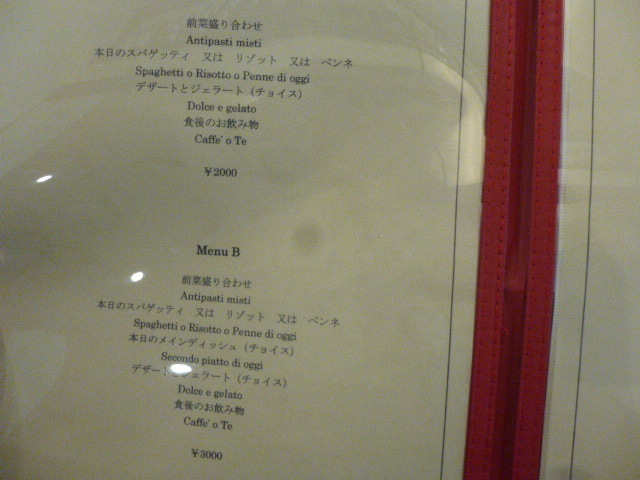 前菜盛り合わせ
Antipasti misti
本日のスパゲッティ 又は リゾット 又は ペンネ
Spaghetti o Risotto o Penne di oggi
デザートとジェラート (チョイス)
Dolce e gelato
食後のお飲み物
Caffe' o Te
¥2000
Menu B
前菜盛り合わせ
Antipasti misti
本日のスパゲッティ 又は リゾット 又は ペンネ
Spaghetti o Risotto o Penne di oggi
本日のメインディッシュ (チョイス)
Secondo piatto di oggi
デザートとジェラート (チョイス)
Dolce e gelato
食後のお飲み物
Caffe' o Te
¥3000